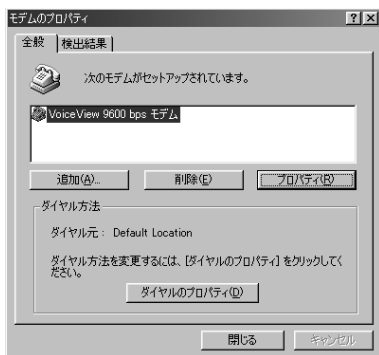 モデムのプロパティ
全般 検出結果
次のモデムがセットアップされています。
VoiceView 9600 bps モデム
追加(A)... 削除(E) プロパティ(R)
ダイヤル方法
ダイヤル元： Default Location
ダイヤル方法を変更するには、[ダイヤルのプロパティ] をクリックしてく
ださい。
ダイヤルのプロパティ(D)
閉じる キャンセル